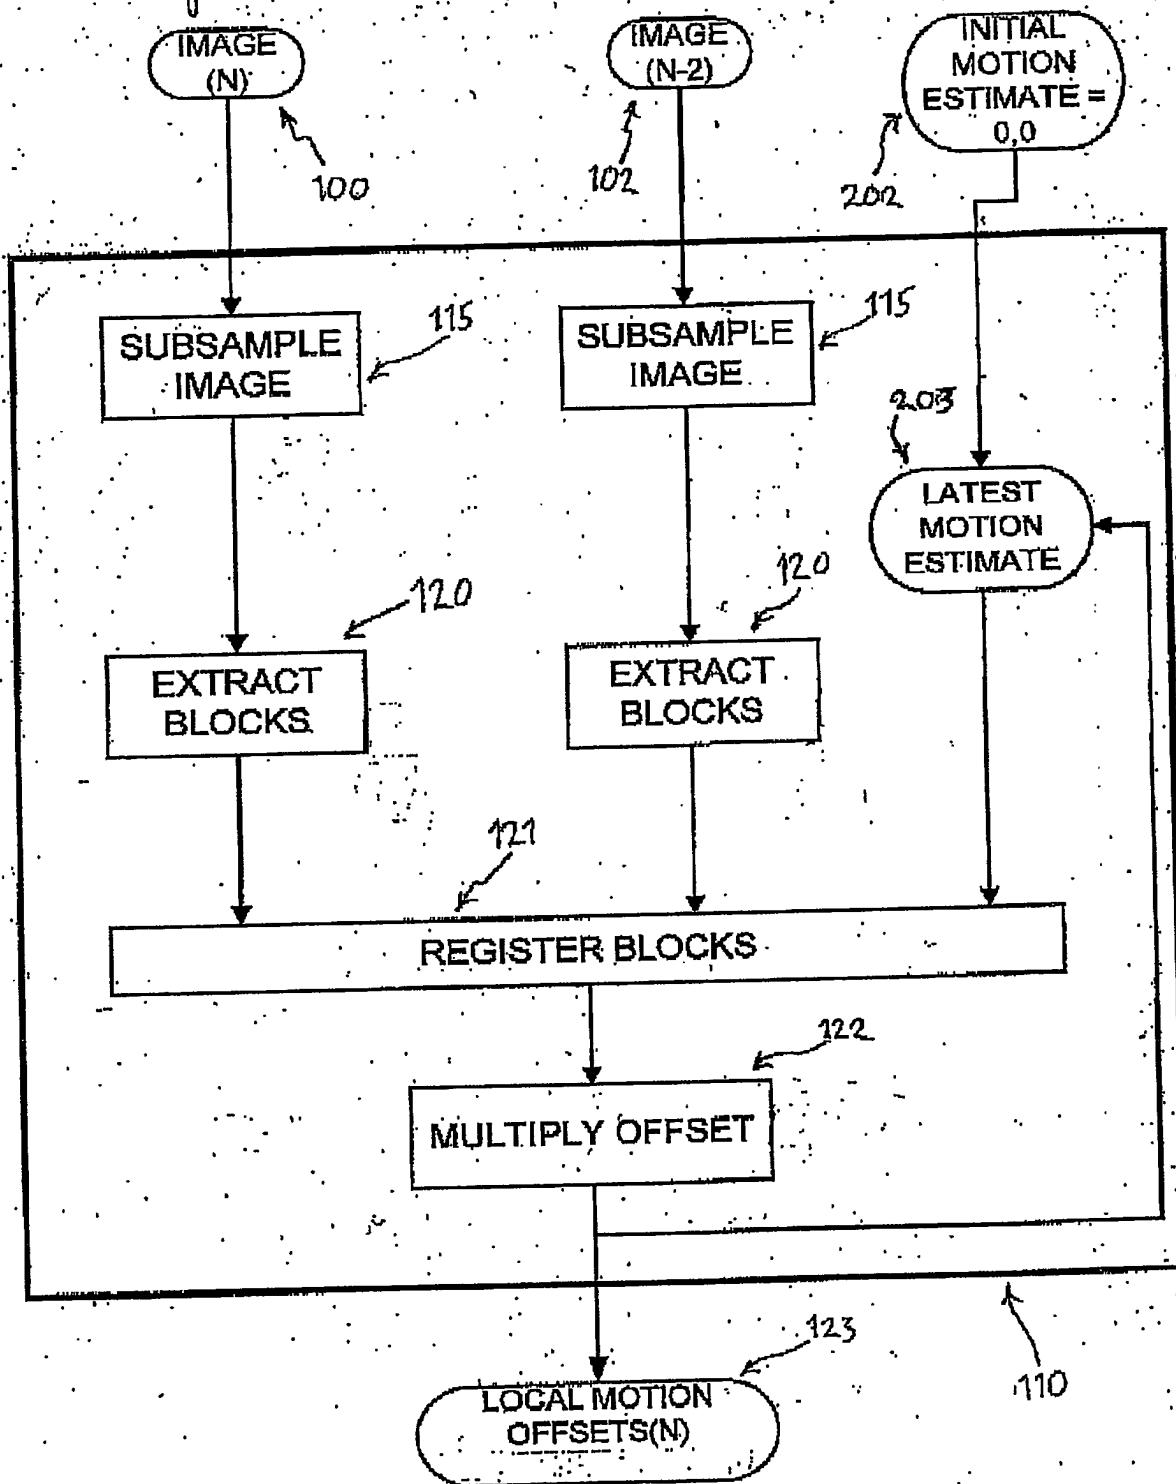 IMAGE
(N)
100
IMAGE
(N-2)
102
INITIAL
MOTION
ESTIMATE =
0,0
202
SUBSAMPLE
IMAGE
115
SUBSAMPLE
IMAGE
115
203
LATEST
MOTION
ESTIMATE
120
EXTRACT
BLOCKS
120
EXTRACT
BLOCKS
121
REGISTER BLOCKS
122
MULTIPLY OFFSET
123
LOCAL MOTION
OFFSETS(N)
110